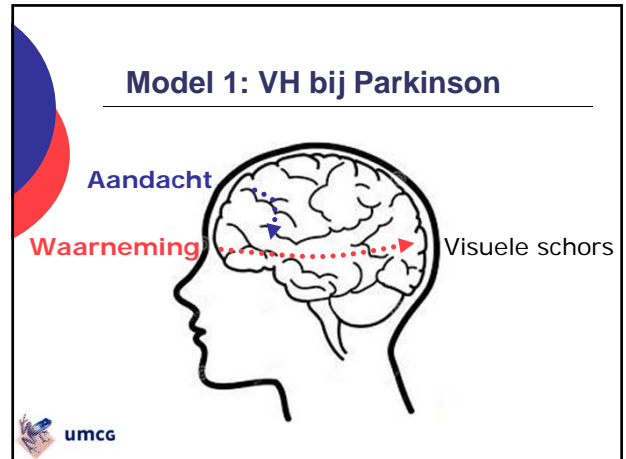 Model 1: VH bij Parkinson
Aandacht
Waarneming
Visuele schors
umcg